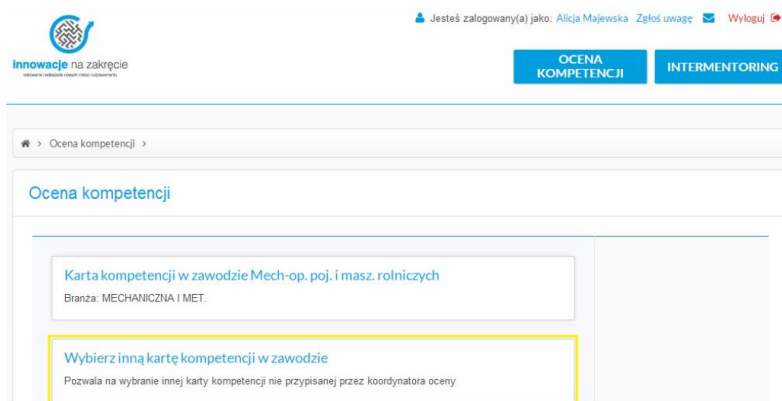 Jesteś zalogowany(a) jako: Alicja Majewska Zgłoś uwagę Wyloguj
innowacje na zakręcie
OCENA KOMPETENCJI
INTERMENTORING
> Ocena kompetencji >
Ocena kompetencji
Karta kompetencji w zawodzie Mech-op. poj. i masz. rolniczych
Branża: MECHANICZNA I MET.
Wybierz inną kartę kompetencji w zawodzie
Pozwala na wybranie innej karty kompetencji nie przypisanej przez koordynatora oceny